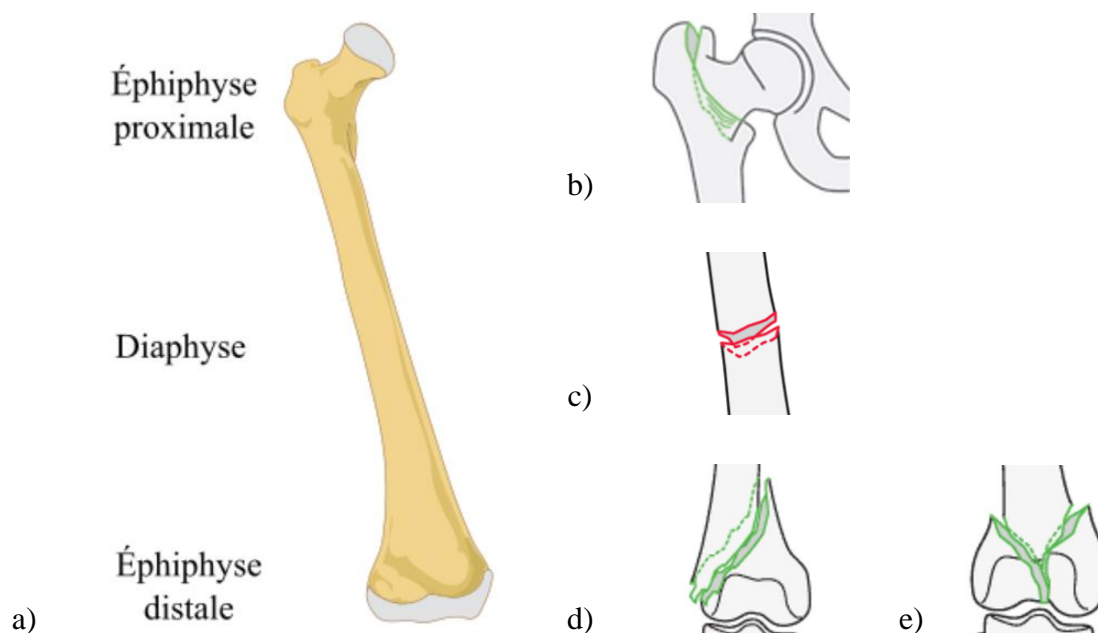 Éphiphyse
proximale
b)
Diaphyse
c)
Éphiphyse
distale
a)
d)
e)